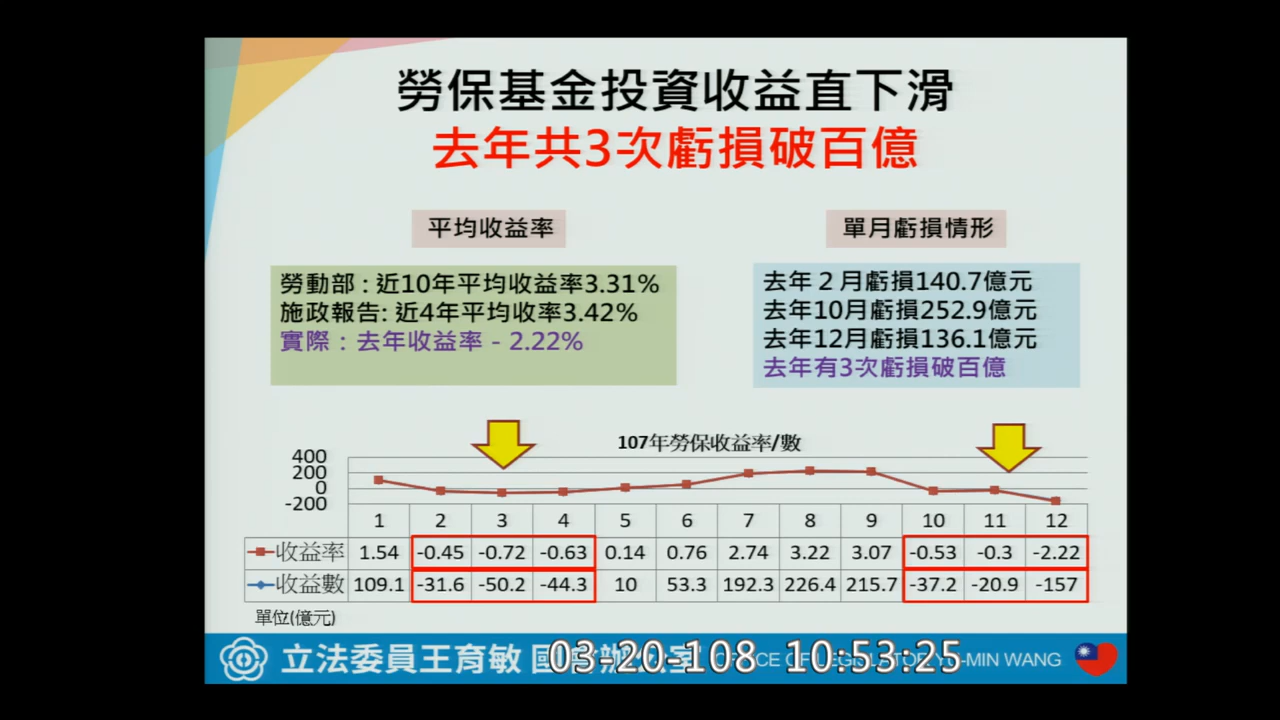 勞保基金投資收益直下滑
去年共3次虧損破百億
平均收益率
勞動部 : 近10年平均收益率3.31%
施政報告: 近4年平均收率3.42%
實際 : 去年收益率 - 2.22%
單月虧損情形
去年 2 月虧損140.7億元
去年10月虧損252.9億元
去年12月虧損136.1億元
去年有3次虧損破百億
107年勞保收益率/數
400
200
0
-200
1 2 3 4 5 6 7 8 9 10 11 12
收益率 1.54 -0.45 -0.72 -0.63 0.14 0.76 2.74 3.22 3.07 -0.53 -0.3 -2.22
收益數 109.1 -31.6 -50.2 -44.3 10 53.3 192.3 226.4 215.7 -37.2 -20.9 -157
單位(億元)
立法委員王育敏 國
MIN WANG
03-20-108 10:53:25